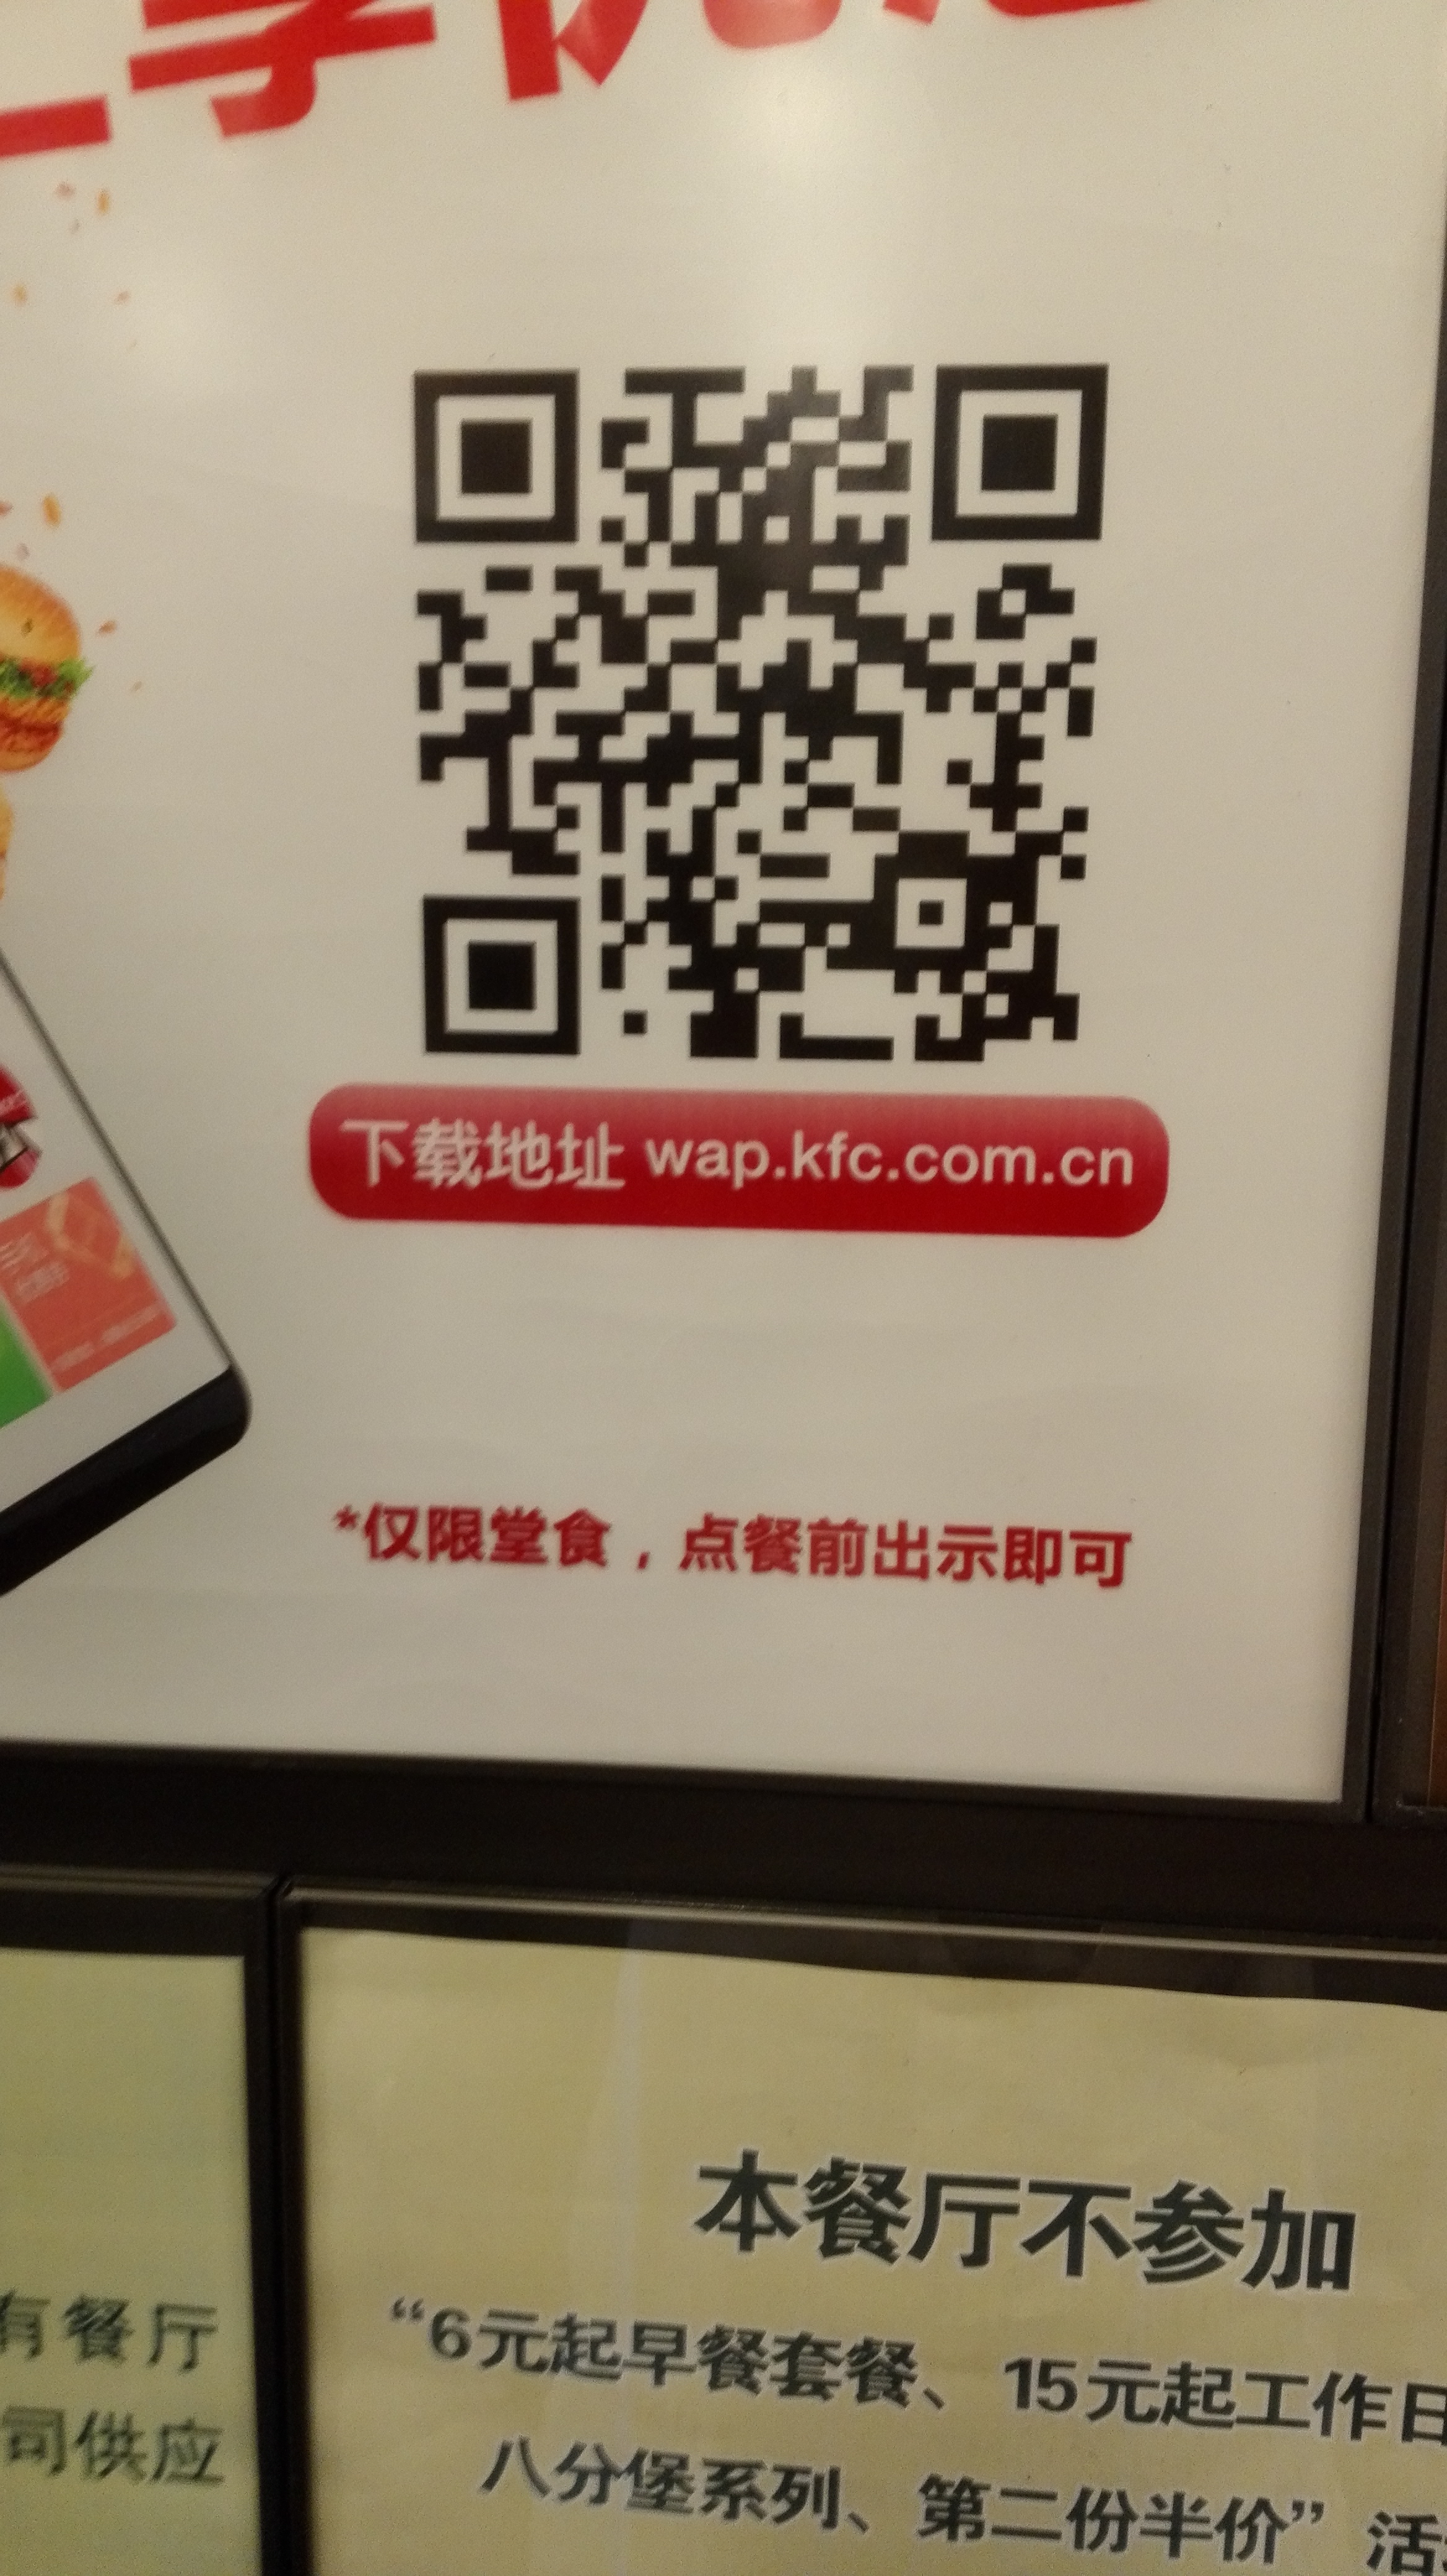 享优
下载地址 wap.kfc.com.cn
*仅限堂食，点餐前出示即可
本餐厅不参加
“6元起早餐套餐、15元起工作日
八分堡系列、第二份半价”活
有餐厅
司供应